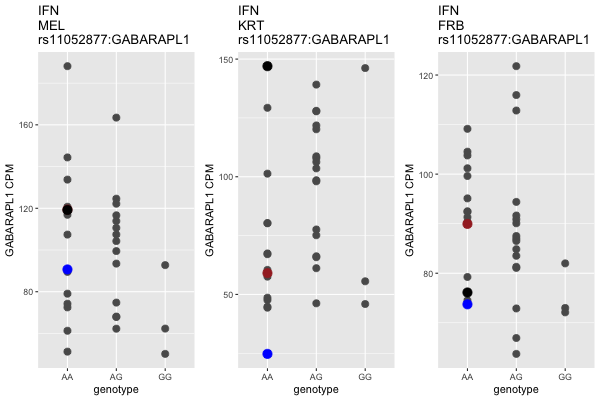 IFN
MEL
rs11052877:GABARAPL1
GABARAPL1 CPM
160
120
80
AA
AG
GG
genotype
IFN
KRT
rs11052877:GABARAPL1
GABARAPL1 CPM
150
100
50
AA
AG
GG
genotype
IFN
FRB
rs11052877:GABARAPL1
GABARAPL1 CPM
120
100
80
AA
AG
GG
genotype